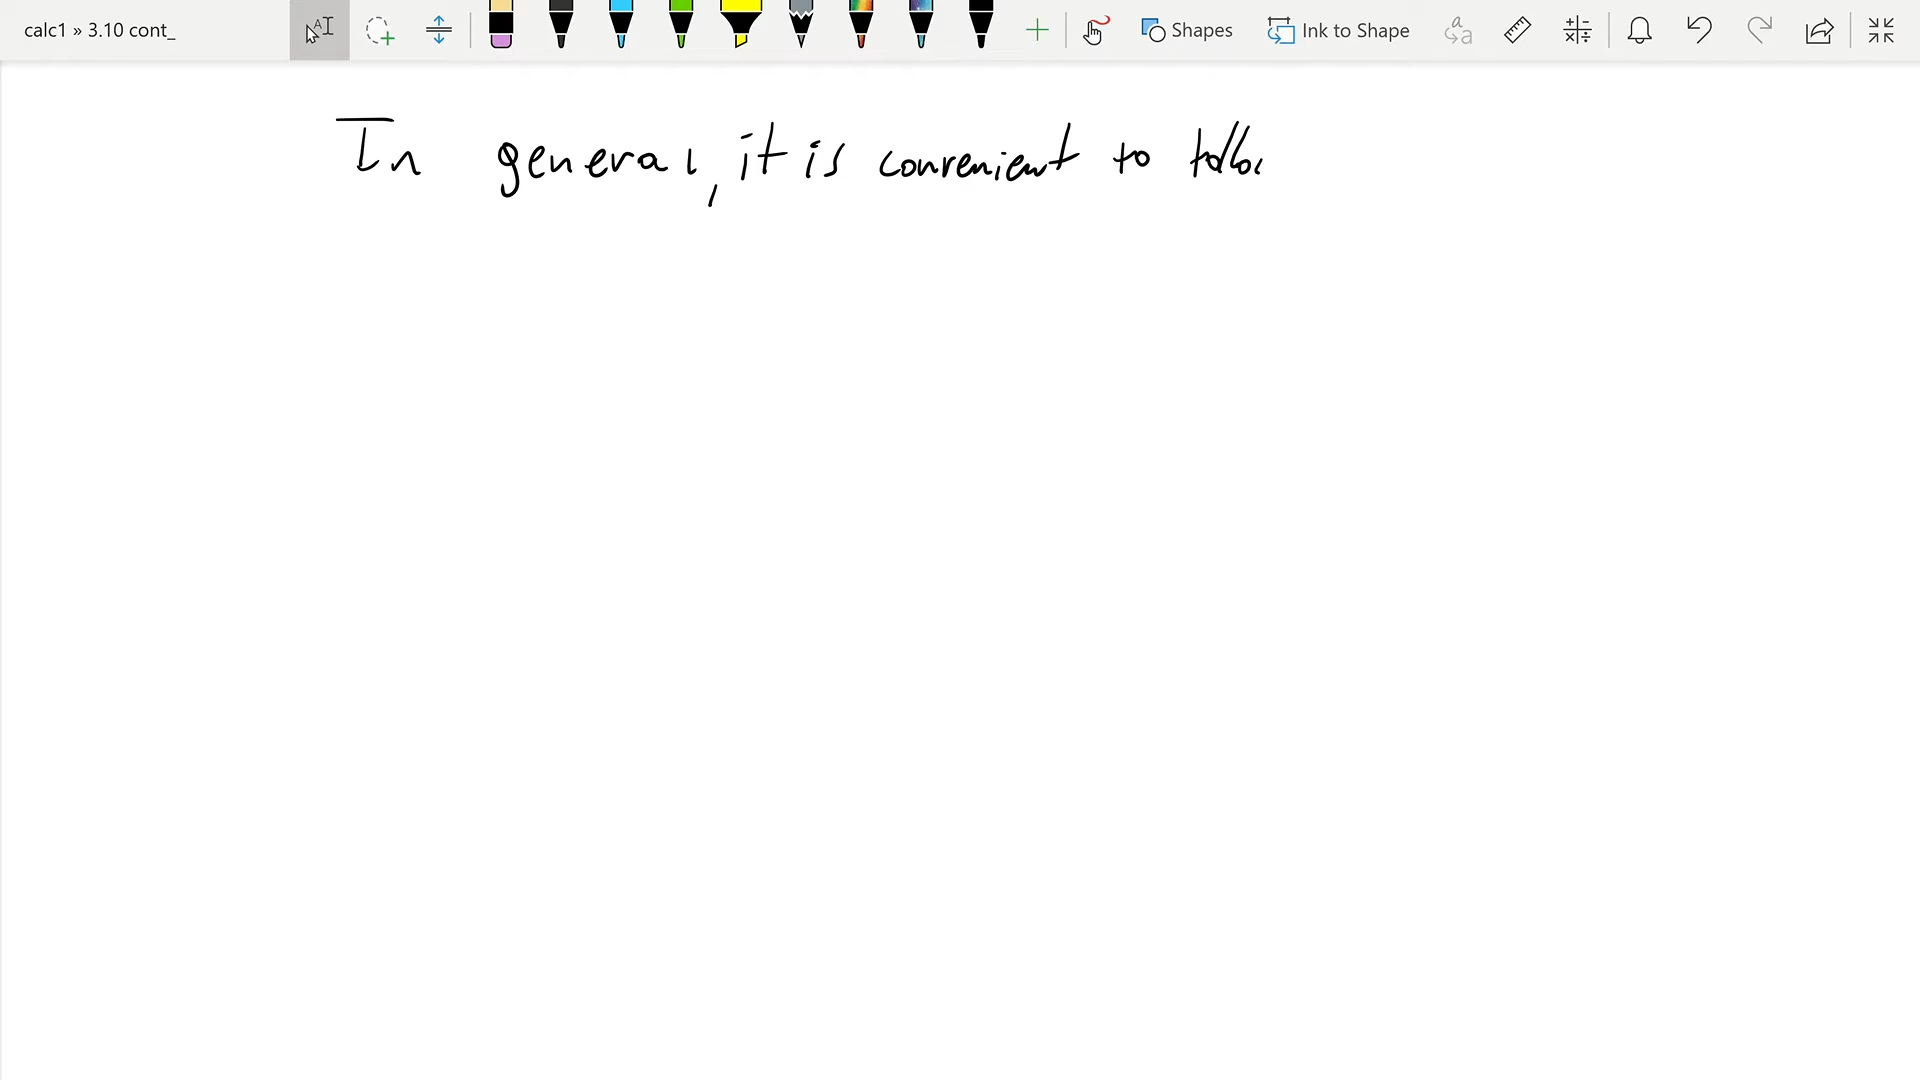 calc1 » 3.10 cont_
Shapes
Ink to Shape
In general, it is convenient to